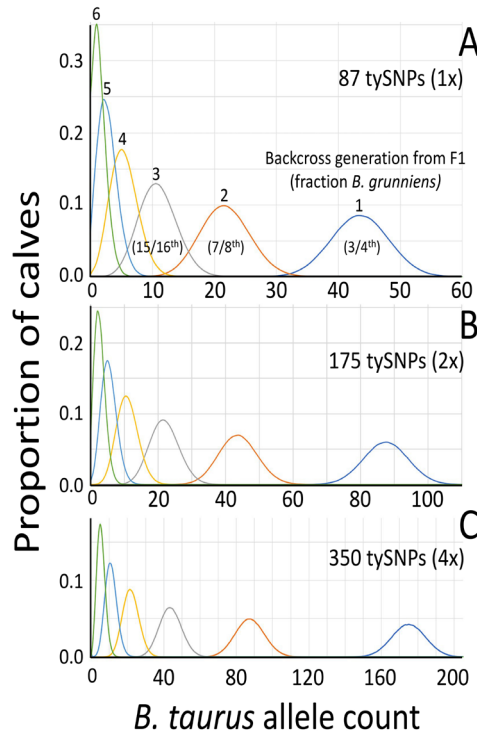 Proportion of calves
A
87 tySNPs (1x)
Backcross generation from F1
(fraction B. grunniens)
6
5
4
3
2
1
(15/16th)
(7/8th)
(3/4th)
0.3
0.2
0.1
0.0
0 10 20 30 40 50 60
B
175 tySNPs (2x)
0.2
0.1
0.0
0 20 40 60 80 100
C
350 tySNPs (4x)
0.1
0.0
0 40 80 120 160 200
B. taurus allele count